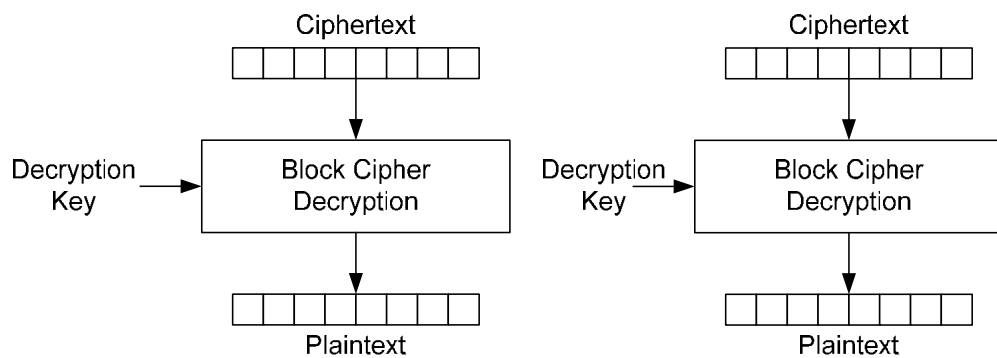 Ciphertext
Ciphertext
Decryption
Key
Block Cipher
Decryption
Decryption
Key
Block Cipher
Decryption
Plaintext
Plaintext